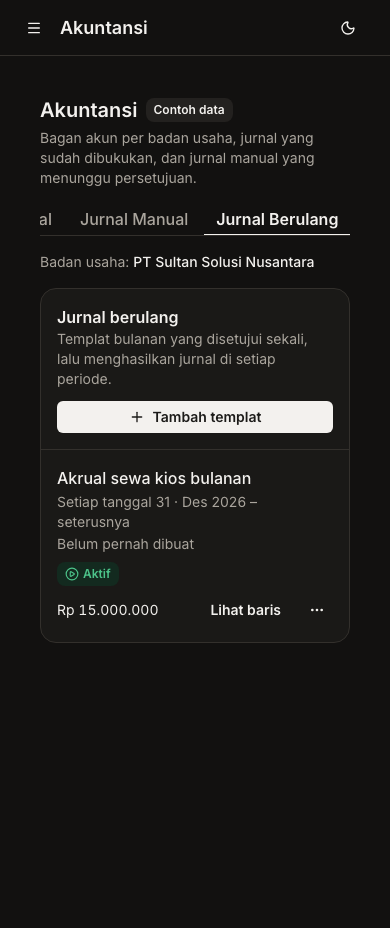 Akuntansi
Akuntansi Contoh data
Bagan akun per badan usaha, jurnal yang
sudah dibukukan, dan jurnal manual yang
menunggu persetujuan.
al Jurnal Manual Jurnal Berulang
Badan usaha: PT Sultan Solusi Nusantara
Jurnal berulang
Templat bulanan yang disetujui sekali,
lalu menghasilkan jurnal di setiap
periode.
+ Tambah templat
Akrual sewa kios bulanan
Setiap tanggal 31 · Des 2026 –
seterusnya
Belum pernah dibuat
Aktif
Rp 15.000.000 Lihat baris ···